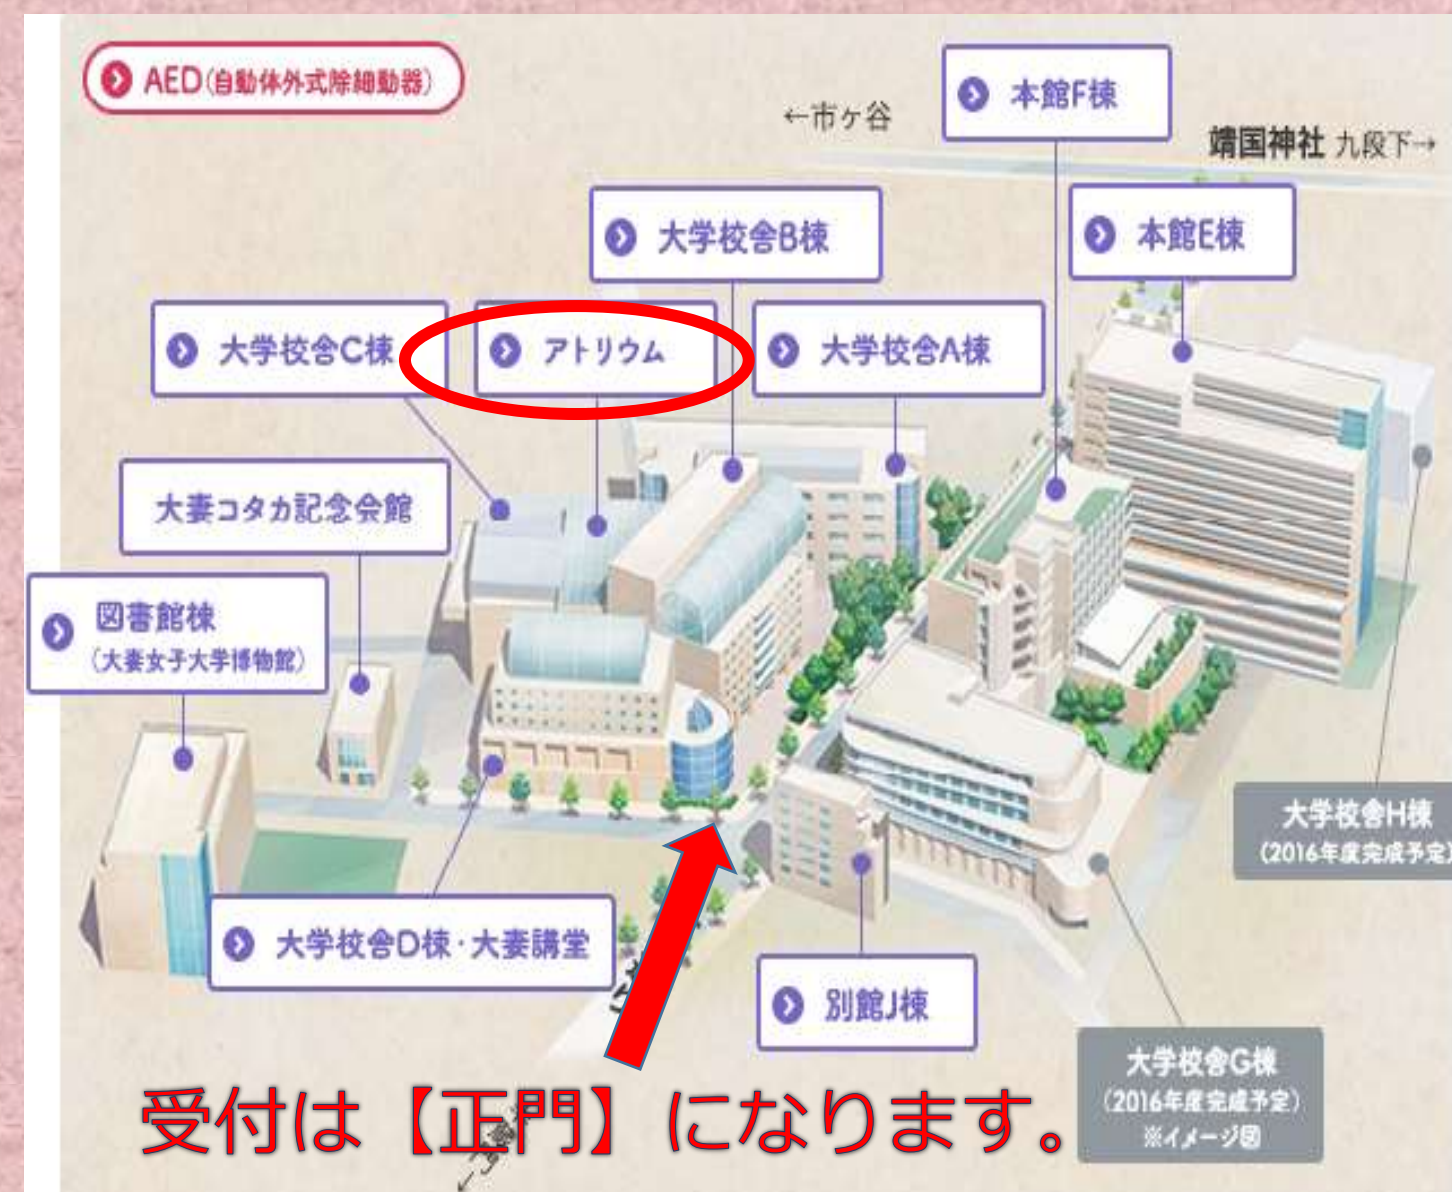 AED(自動体外式除細動器)
←市ヶ谷
本館F棟
靖国神社 九段下→
大学校舎B棟
本館E棟
大学校舎C棟
アトリウム
大学校舎A棟
大妻コタカ記念会館
図書館棟
(大妻女子大学博物館)
大学校舎H棟
(2016年度完成予定)
大学校舎D棟・大妻講堂
別館J棟
大学校舎G棟
(2016年度完成予定)
※イメージ図
受付は【正門】になります。